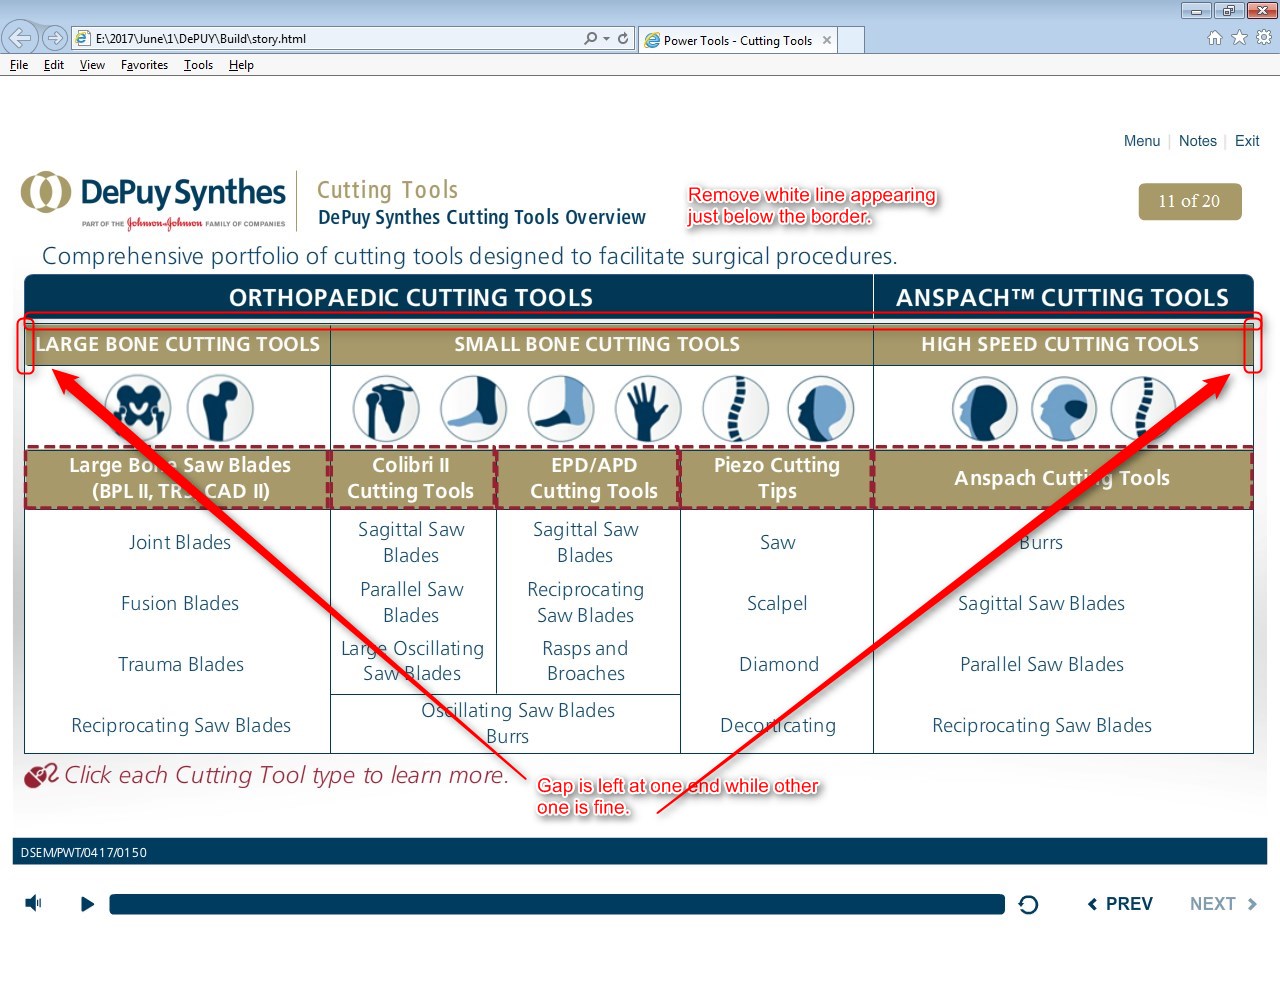 E:\2017\June\1\DePUY\Build\story.html
Power Tools - Cutting Tools
File Edit View Favorites Tools Help
Menu | Notes | Exit
DePuy Synthes
PART OF THE Johnson & Johnson FAMILY OF COMPANIES
Cutting Tools
DePuy Synthes Cutting Tools Overview
Remove white line appearing
just below the border.
11 of 20
Comprehensive portfolio of cutting tools designed to facilitate surgical procedures.
ORTHOPAEDIC CUTTING TOOLS ANSPACH™ CUTTING TOOLS
LARGE BONE CUTTING TOOLS SMALL BONE CUTTING TOOLS HIGH SPEED CUTTING TOOLS
Large Bone Saw Blades
(BPL II, TRS, CAD II)
Colibri II
Cutting Tools
EPD/APD
Cutting Tools
Piezo Cutting
Tips
Anspach Cutting Tools
Joint Blades
Fusion Blades
Trauma Blades
Reciprocating Saw Blades
Sagittal Saw
Blades
Parallel Saw
Blades
Large Oscillating
Saw Blades
Sagittal Saw
Blades
Reciprocating
Saw Blades
Rasps and
Broaches
Oscillating Saw Blades
Burrs
Saw
Scalpel
Diamond
Decorticating
Burrs
Sagittal Saw Blades
Parallel Saw Blades
Reciprocating Saw Blades
Click each Cutting Tool type to learn more.
Gap is left at one end while other
one is fine.
DSEM/PWT/0417/0150
PREV NEXT